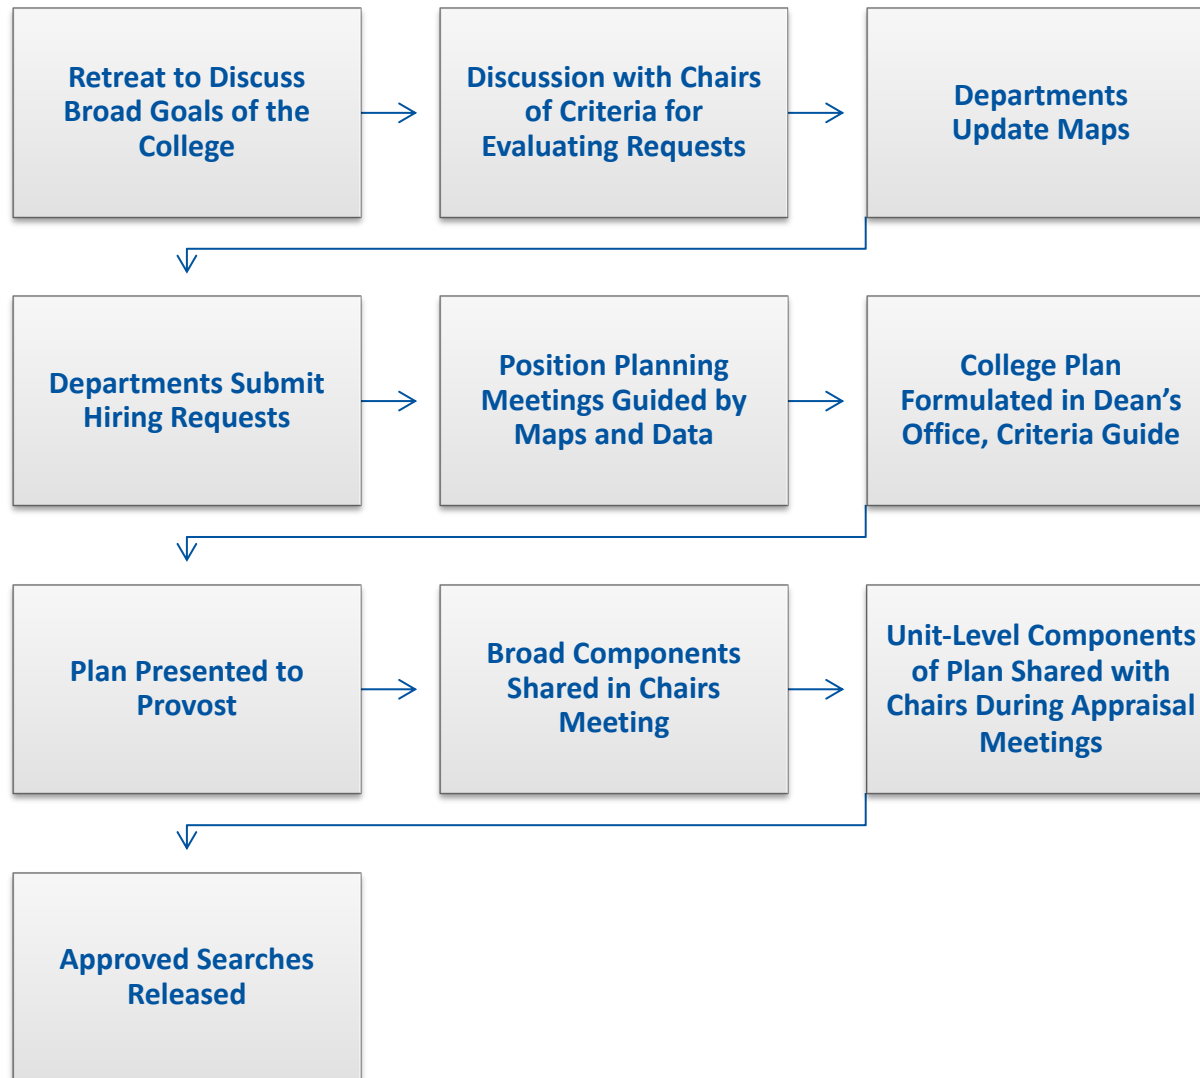 Retreat to Discuss
Broad Goals of the
College
Discussion with Chairs
of Criteria for
Evaluating Requests
Departments
Update Maps
Departments Submit
Hiring Requests
Position Planning
Meetings Guided by
Maps and Data
College Plan
Formulated in Dean’s
Office, Criteria Guide
Plan Presented to
Provost
Broad Components
Shared in Chairs
Meeting
Unit-Level Components
of Plan Shared with
Chairs During Appraisal
Meetings
Approved Searches
Released